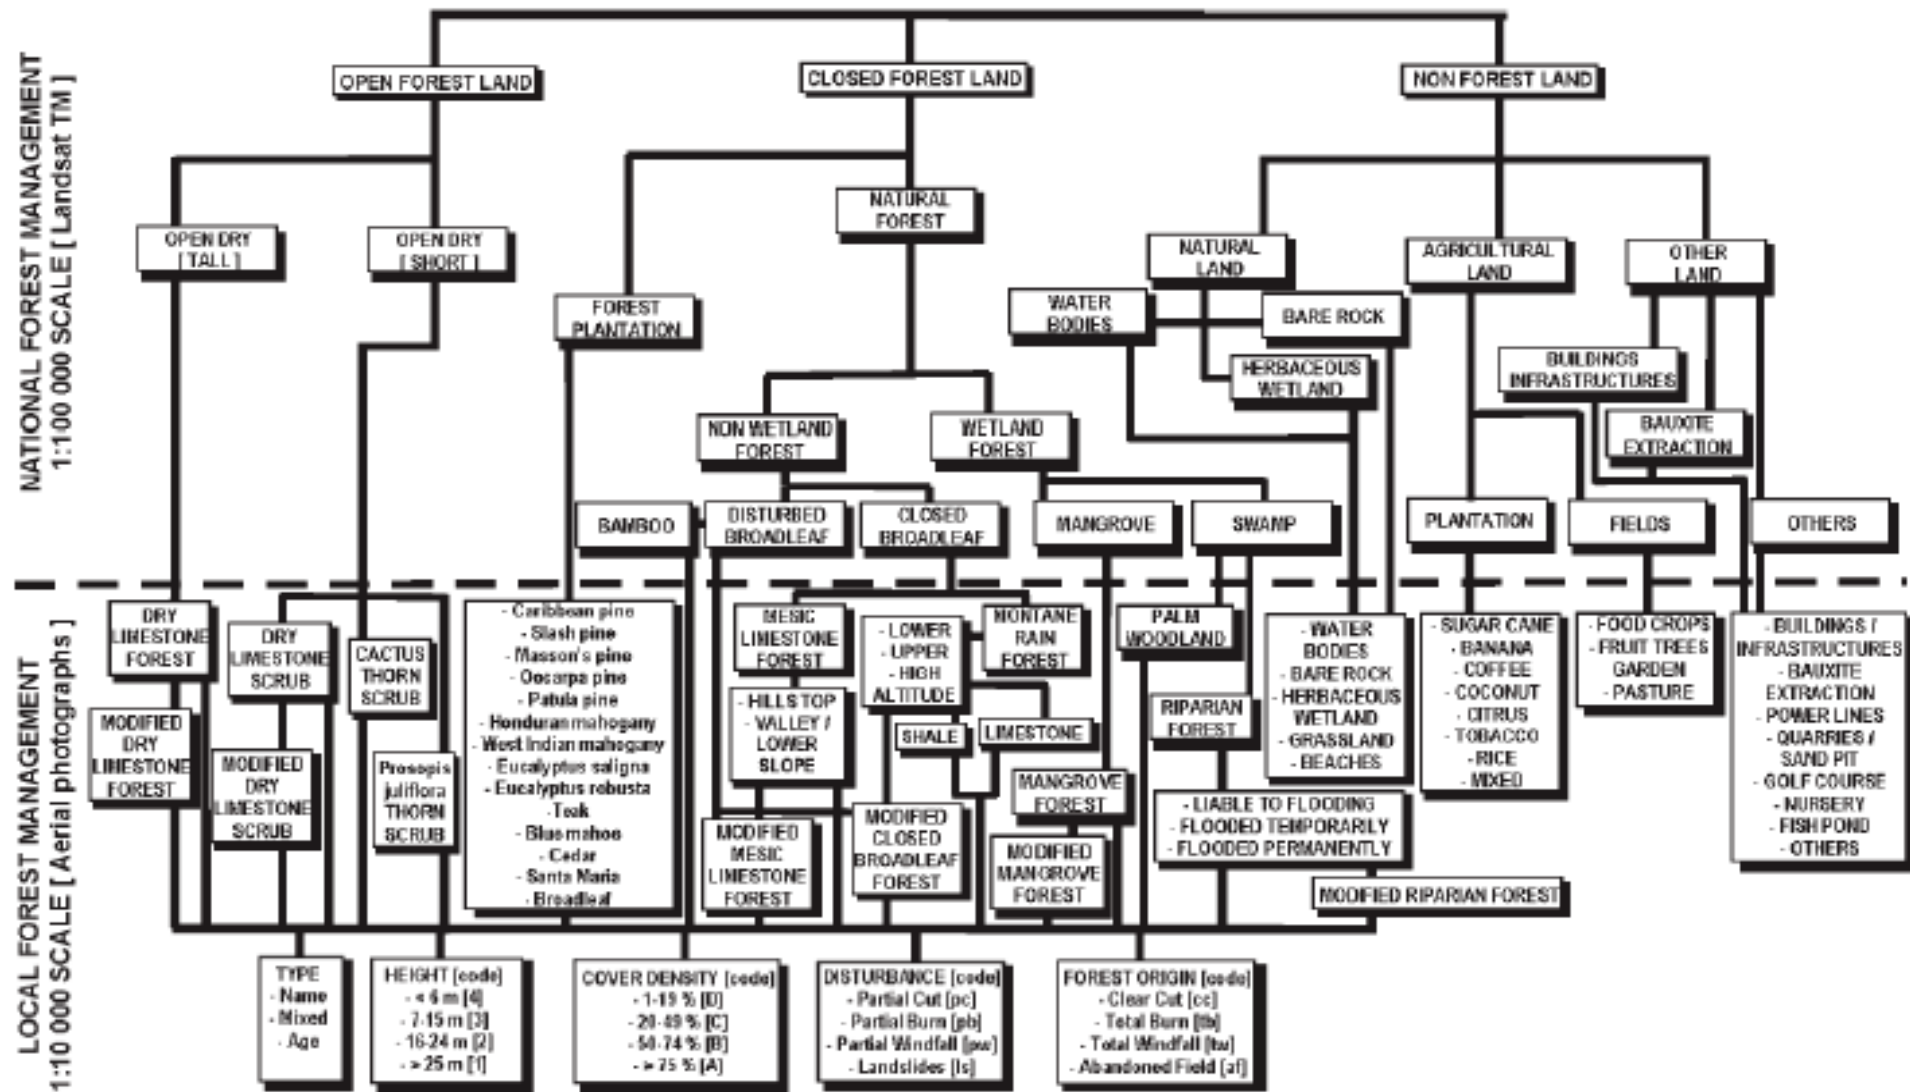 NATIONAL FOREST MANAGEMENT
1:100 000 SCALE [ Landsat TM ]
OPEN FOREST LAND
CLOSED FOREST LAND
NON FOREST LAND
NATURAL
FOREST
OPEN DRY
[ TALL ]
OPEN DRY
[ SHORT ]
NATURAL
LAND
AGRICULTURAL
LAND
OTHER
LAND
FOREST
PLANTATION
WATER
BODIES
BARE ROCK
HERBACEOUS
WETLAND
BUILDINGS
INFRASTRUCTURES
BAUXITE
EXTRACTION
NON WETLAND
FOREST
WETLAND
FOREST
BAMBOO
DISTURBED
BROADLEAF
CLOSED
BROADLEAF
MANGROVE
SWAMP
PLANTATION
FIELDS
OTHERS
LOCAL FOREST MANAGEMENT
1:10 000 SCALE [ Aerial photographs ]
DRY
LIMESTONE
FOREST
MODIFIED
DRY
LIMESTONE
FOREST
DRY
LIMESTONE
SCRUB
MODIFIED
DRY
LIMESTONE
SCRUB
CACTUS
THORN
SCRUB
Prosopis
juliflora
THORN
SCRUB
- Caribbean pine
- Slash pine
- Masson's pine
- Oocarpa pine
- Patula pine
- Honduran mahogany
- West Indian mahogany
- Eucalyptus saligna
- Eucalyptus robusta
- Teak
- Blue mahoe
- Cedar
- Santa Maria
- Broadleaf
MESIC
LIMESTONE
FOREST
- HILLSTOP
- VALLEY /
LOWER
SLOPE
MODIFIED
MESIC
LIMESTONE
FOREST
- LOWER
- UPPER
- HIGH
ALTITUDE
MONTANE
RAIN
FOREST
SHALE
LIMESTONE
MODIFIED
CLOSED
BROADLEAF
FOREST
MANGROVE
FOREST
MODIFIED
MANGROVE
FOREST
PALM
WOODLAND
RIPARIAN
FOREST
- LIABLE TO FLOODING
- FLOODED TEMPORARILY
- FLOODED PERMANENTLY
MODIFIED RIPARIAN FOREST
- WATER
BODIES
- BARE ROCK
- HERBACEOUS
WETLAND
- GRASSLAND
- BEACHES
- SUGAR CANE
- BANANA
- COFFEE
- COCONUT
- CITRUS
- TOBACCO
- RICE
- MIXED
- FOOD CROPS
- FRUIT TREES
GARDEN
- PASTURE
- BUILDINGS /
INFRASTRUCTURES
- BAUXITE
EXTRACTION
- POWER LINES
- QUARRIES /
SAND PIT
- GOLF COURSE
- NURSERY
- FISH POND
- OTHERS
TYPE
- Name
- Mixed
- Age
HEIGHT [code]
- < 6 m [4]
- 7-15 m [3]
- 16-24 m [2]
- > 25 m [1]
COVER DENSITY [code]
- 1-19 % [D]
- 20-49 % [C]
- 50-74 % [B]
- > 75 % [A]
DISTURBANCE [code]
- Partial Cut [pc]
- Partial Burn [pb]
- Partial Windfall [pw]
- Landslides [ls]
FOREST ORIGIN [code]
- Clear Cut [cc]
- Total Burn [tb]
- Total Windfall [tw]
- Abandoned Field [af]